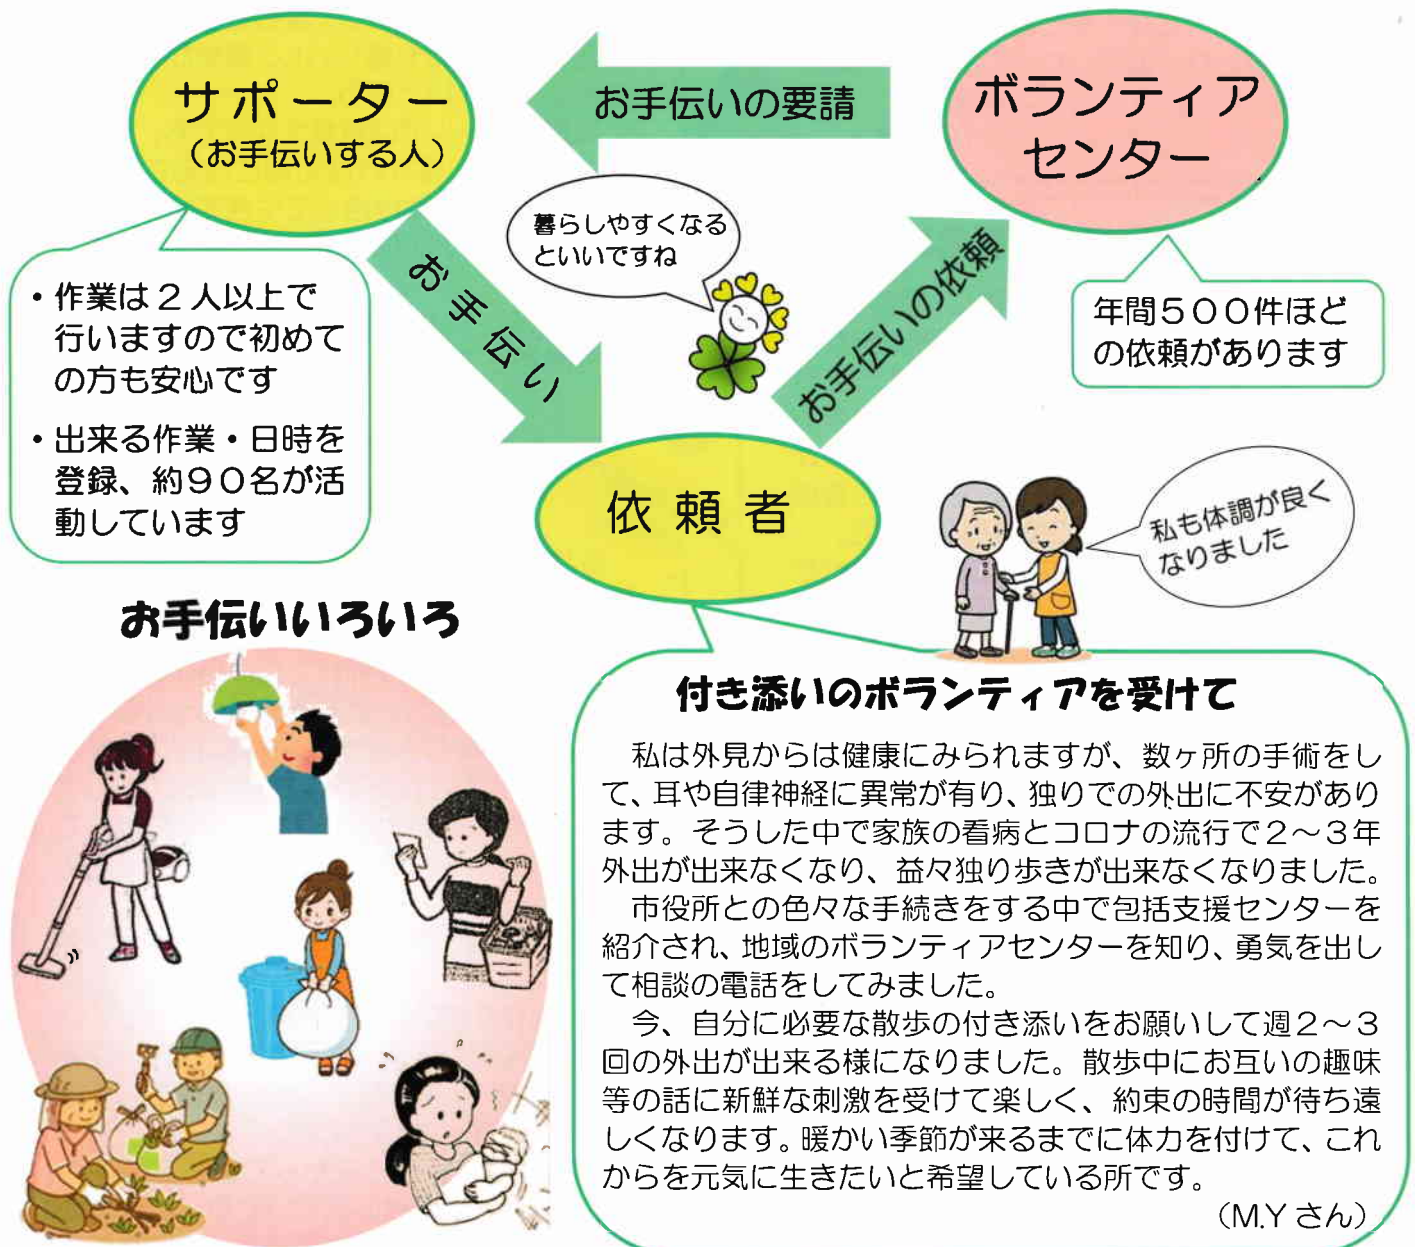 サポーター
（お手伝いする人）
お手伝いの要請
ボランティア
センター
暮らしやすくなる
といいですね
お手伝い
お手伝いの依頼
・作業は２人以上で
行いますので初めて
の方も安心です
・出来る作業・日時を
登録、約９０名が活
動しています
年間５００件ほど
の依頼があります
依頼者
私も体調が良く
なりました
お手伝いいろいろ
付き添いのボランティアを受けて
私は外見からは健康にみられますが、数ヶ所の手術をし
て、耳や自律神経に異常が有り、独りでの外出に不安があり
ます。そうした中で家族の看病とコロナの流行で２～３年
外出が出来なくなり、益々独り歩きが出来なくなりました。
市役所との色々な手続きをする中で包括支援センターを
紹介され、地域のボランティアセンターを知り、勇気を出し
て相談の電話をしてみました。
今、自分に必要な散歩の付き添いをお願いして週２～３
回の外出が出来る様になりました。散歩中にお互いの趣味
等の話に新鮮な刺激を受けて楽しく、約束の時間が待ち遠
しくなります。暖かい季節が来るまでに体力を付けて、これ
からを元気に生きたいと希望している所です。
（M.Y さん）